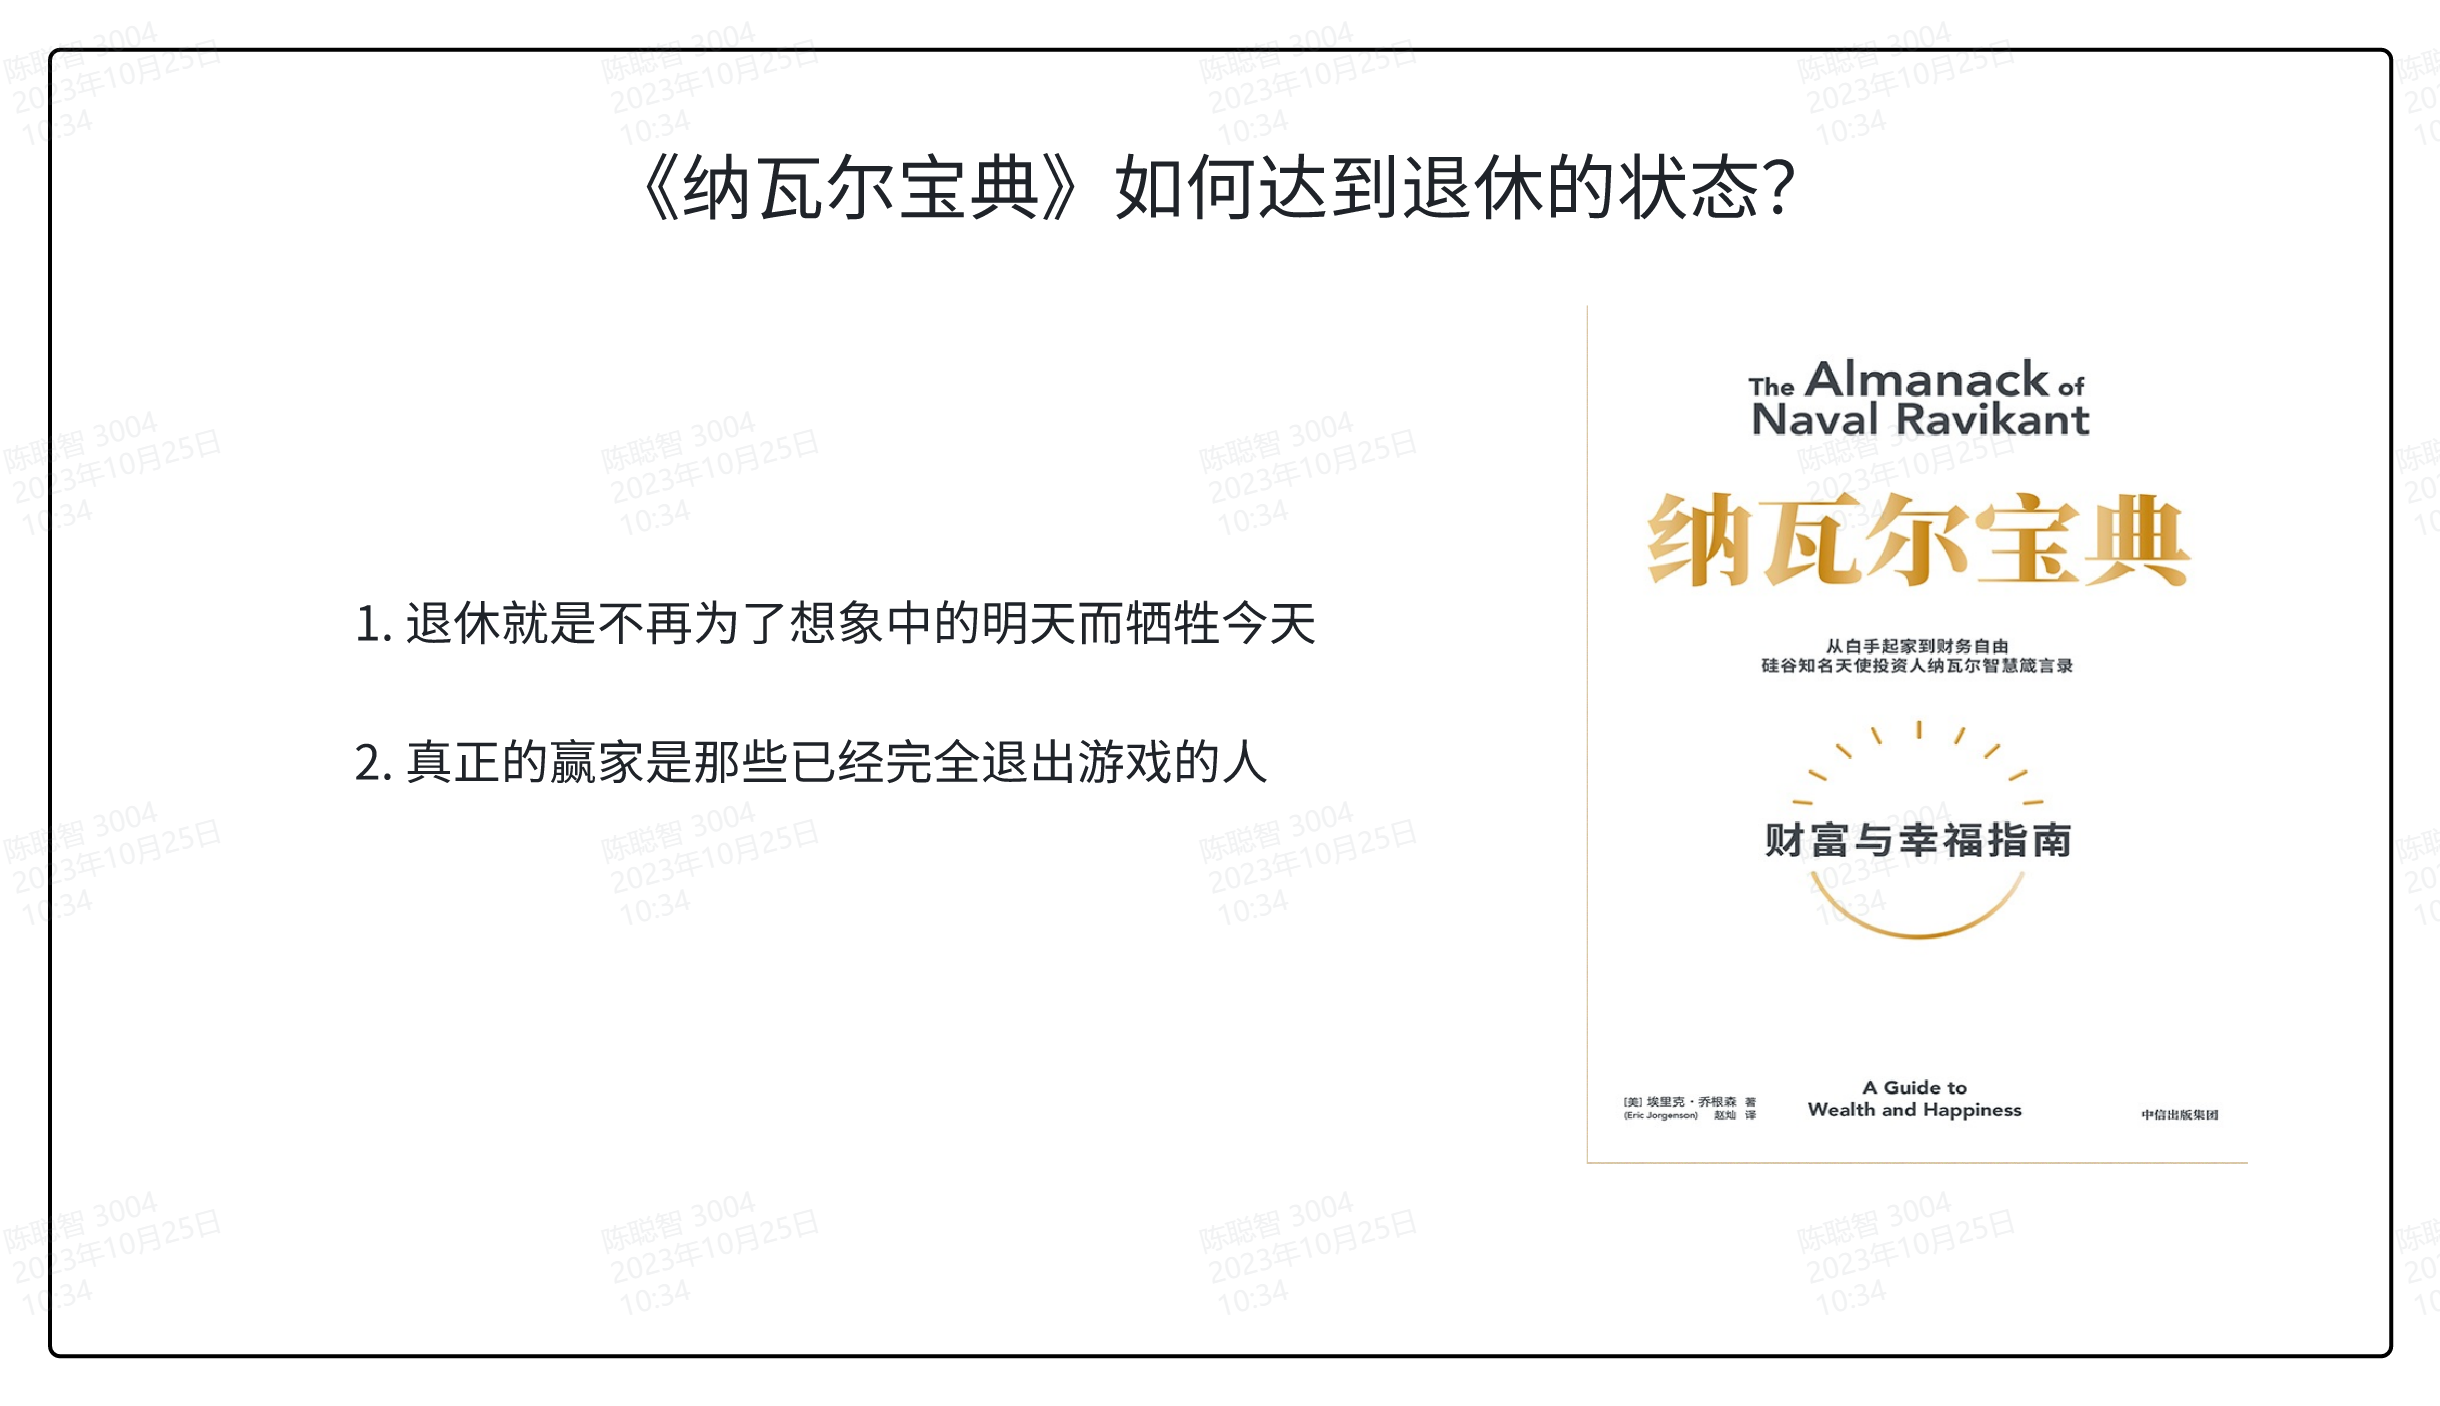 《纳瓦尔宝典》如何达到退休的状态？
1. 退休就是不再为了想象中的明天而牺牲今天
2. 真正的赢家是那些已经完全退出游戏的人
The Almanack of
Naval Ravikant
纳瓦尔宝典
从白手起家到财务自由
硅谷知名天使投资人纳瓦尔智慧箴言录
财富与幸福指南
[美] 埃里克·乔根森 著
(Eric Jorgenson) 赵灿 译
A Guide to
Wealth and Happiness
中信出版集团
陈聪智 3004
2023年10月25日
10:34